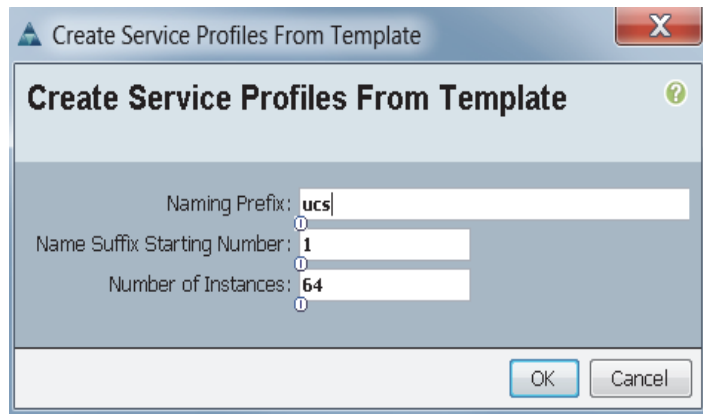 Create Service Profiles From Template
X
Create Service Profiles From Template
?
Naming Prefix: ucs
Name Suffix Starting Number: 1
Number of Instances: 64
OK Cancel